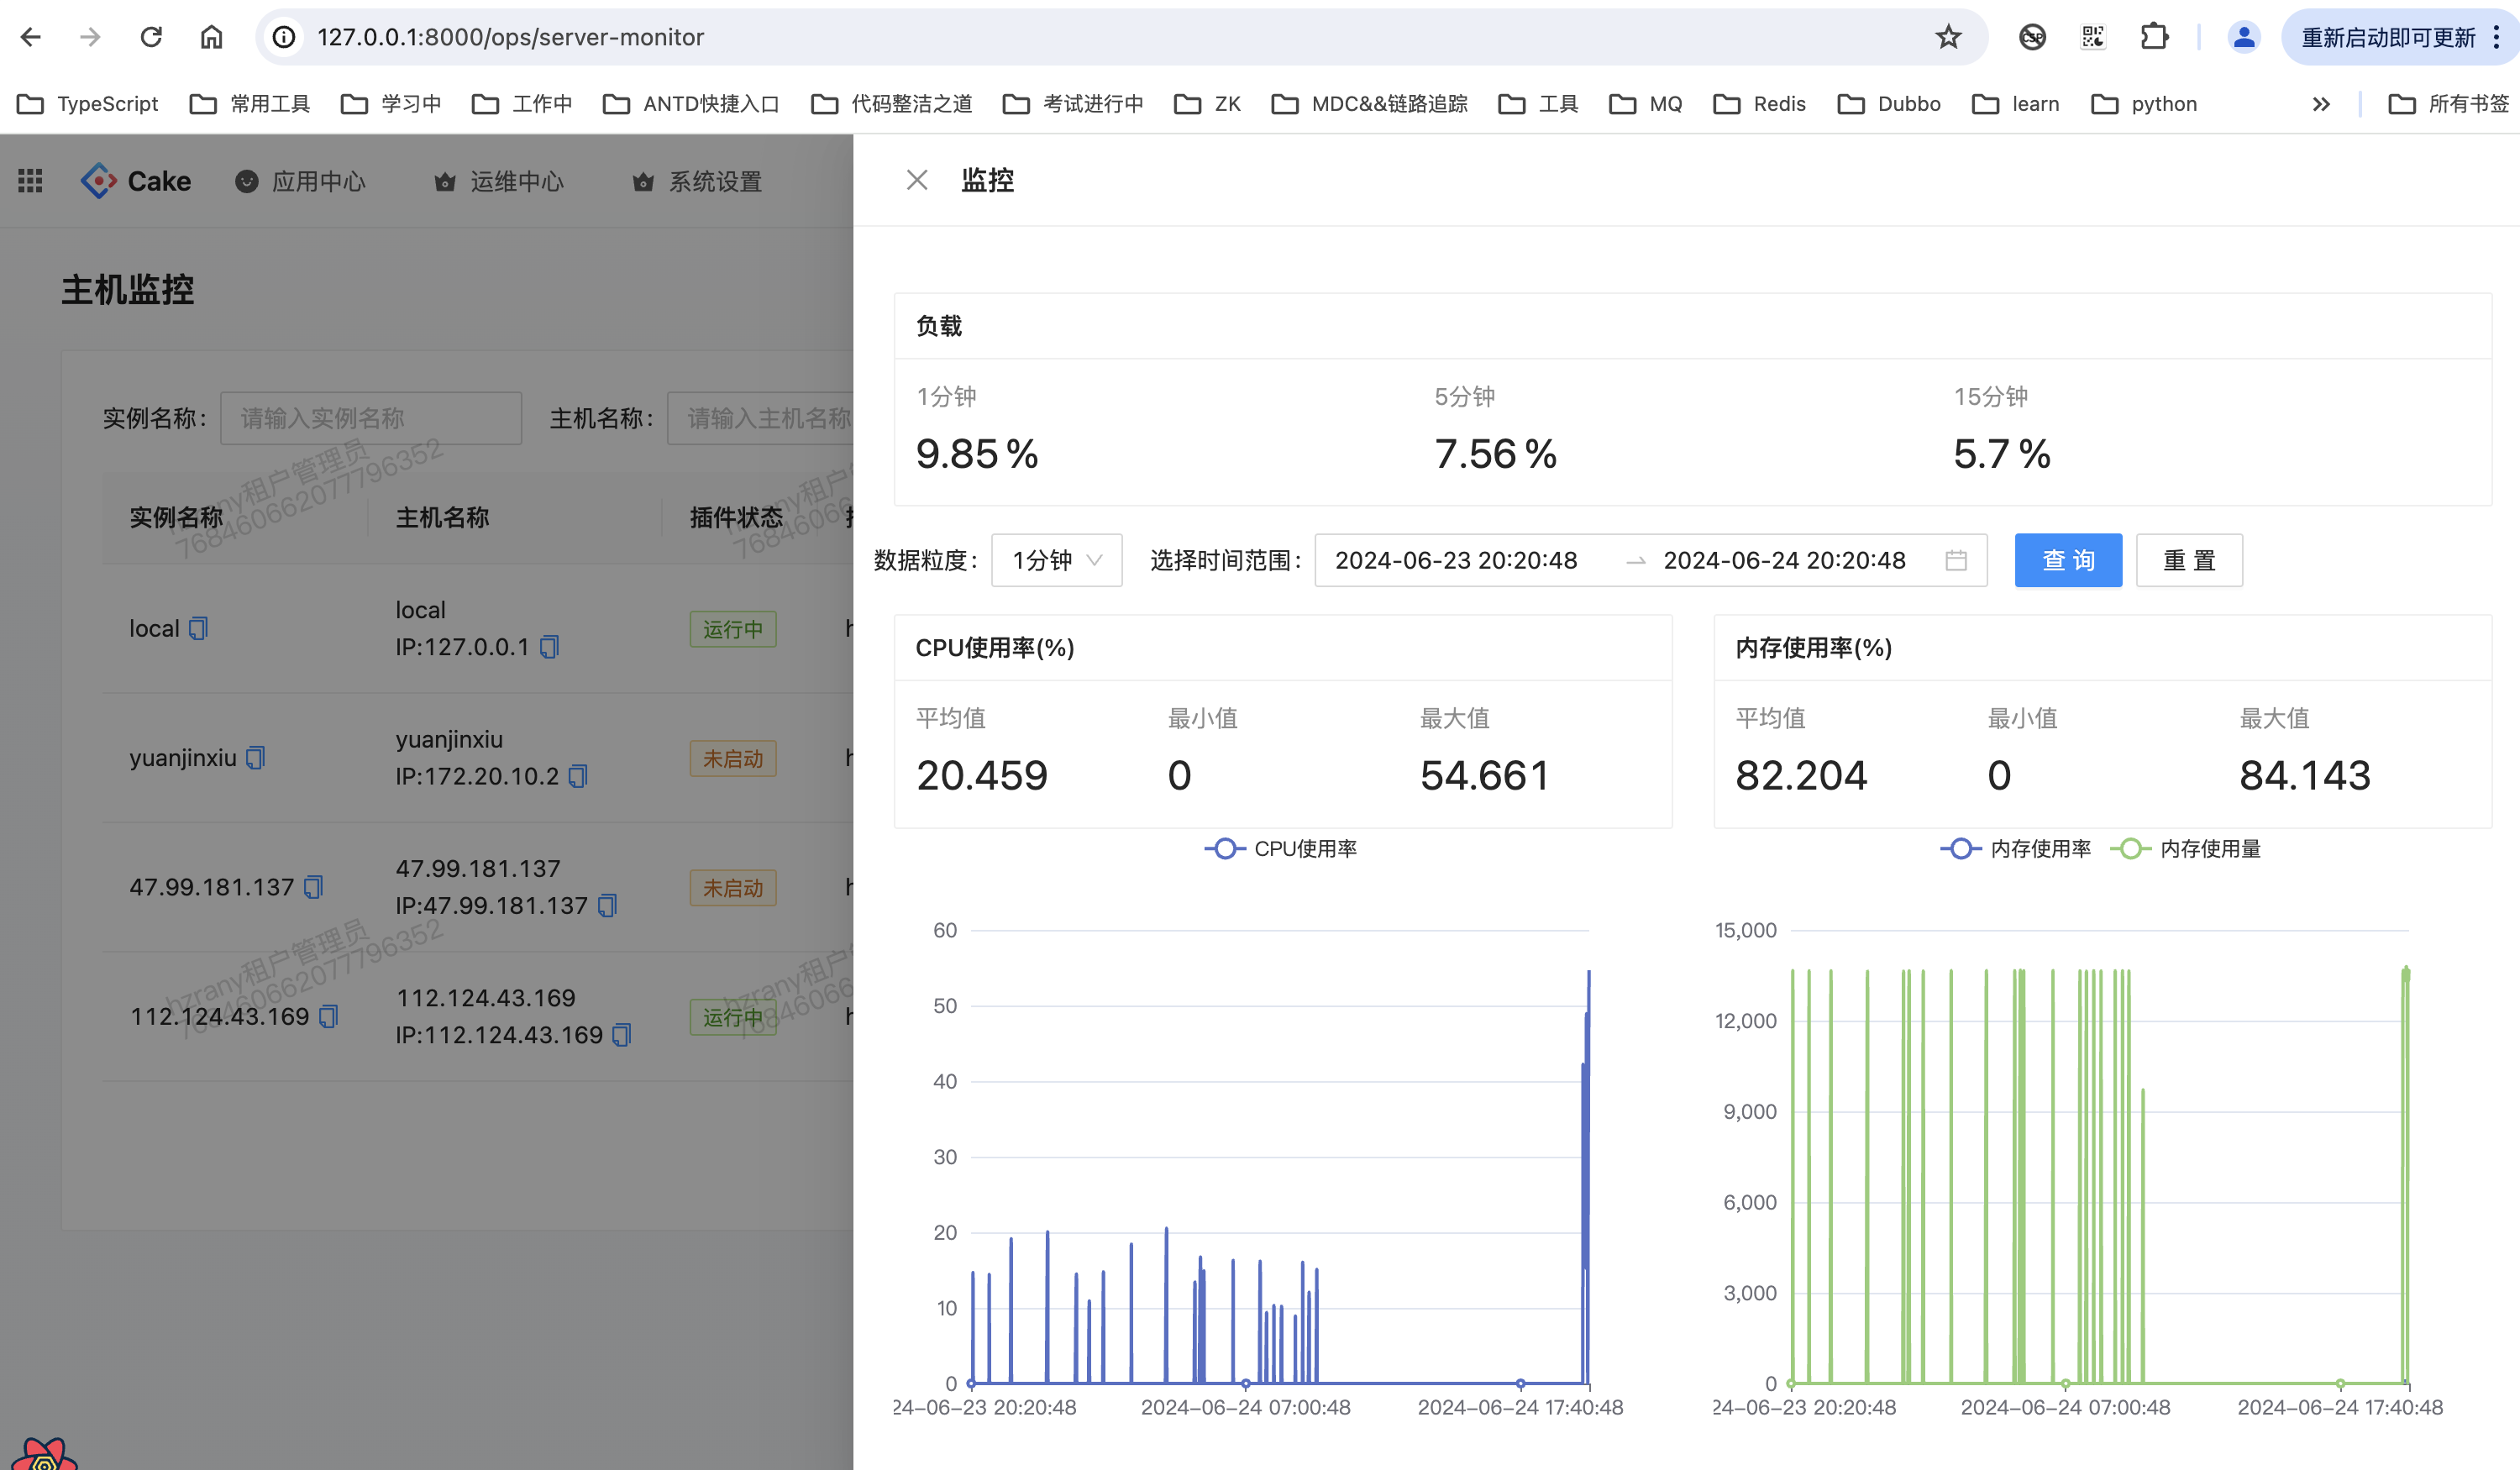 127.0.0.1:8000/ops/server-monitor
重新启动即可更新
TypeScript 常用工具 学习中 工作中 ANTD快捷入口 代码整洁之道 考试进行中 ZK MDC&&链路追踪 工具 MQ Redis Dubbo learn python » 所有书签
Cake 应用中心 运维中心 系统设置
主机监控
实例名称: 请输入实例名称 主机名称: 请输入主机名称
实例名称 主机名称 插件状态
local
local
IP:127.0.0.1
运行中
yuanjinxiu
yuanjinxiu
IP:172.20.10.2
未启动
47.99.181.137
47.99.181.137
IP:47.99.181.137
未启动
112.124.43.169
112.124.43.169
IP:112.124.43.169
运行中
hzrany租户管理员
768460662077796352
监控
负载
1分钟 5分钟 15分钟
9.85% 7.56% 5.7%
数据粒度: 1分钟 选择时间范围: 2024-06-23 20:20:48 → 2024-06-24 20:20:48 查 询 重 置
CPU使用率(%)
平均值 最小值 最大值
20.459 0 54.661
CPU使用率
60
50
40
30
20
10
0
24-06-23 20:20:48 2024-06-24 07:00:48 2024-06-24 17:40:48
内存使用率(%)
平均值 最小值 最大值
82.204 0 84.143
内存使用率 内存使用量
15,000
12,000
9,000
6,000
3,000
0
24-06-23 20:20:48 2024-06-24 07:00:48 2024-06-24 17:40:48